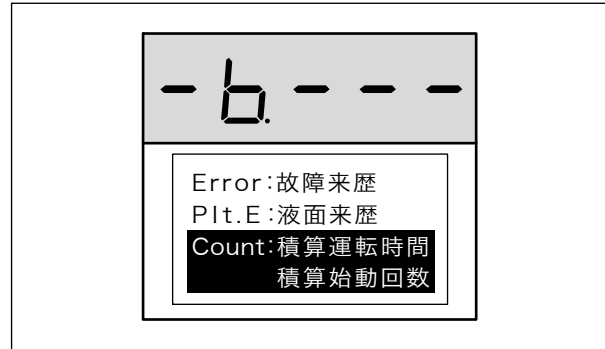 - b. - - -
Error:故障来歴
Plt.E:液面来歴
Count:積算運転時間
積算始動回数